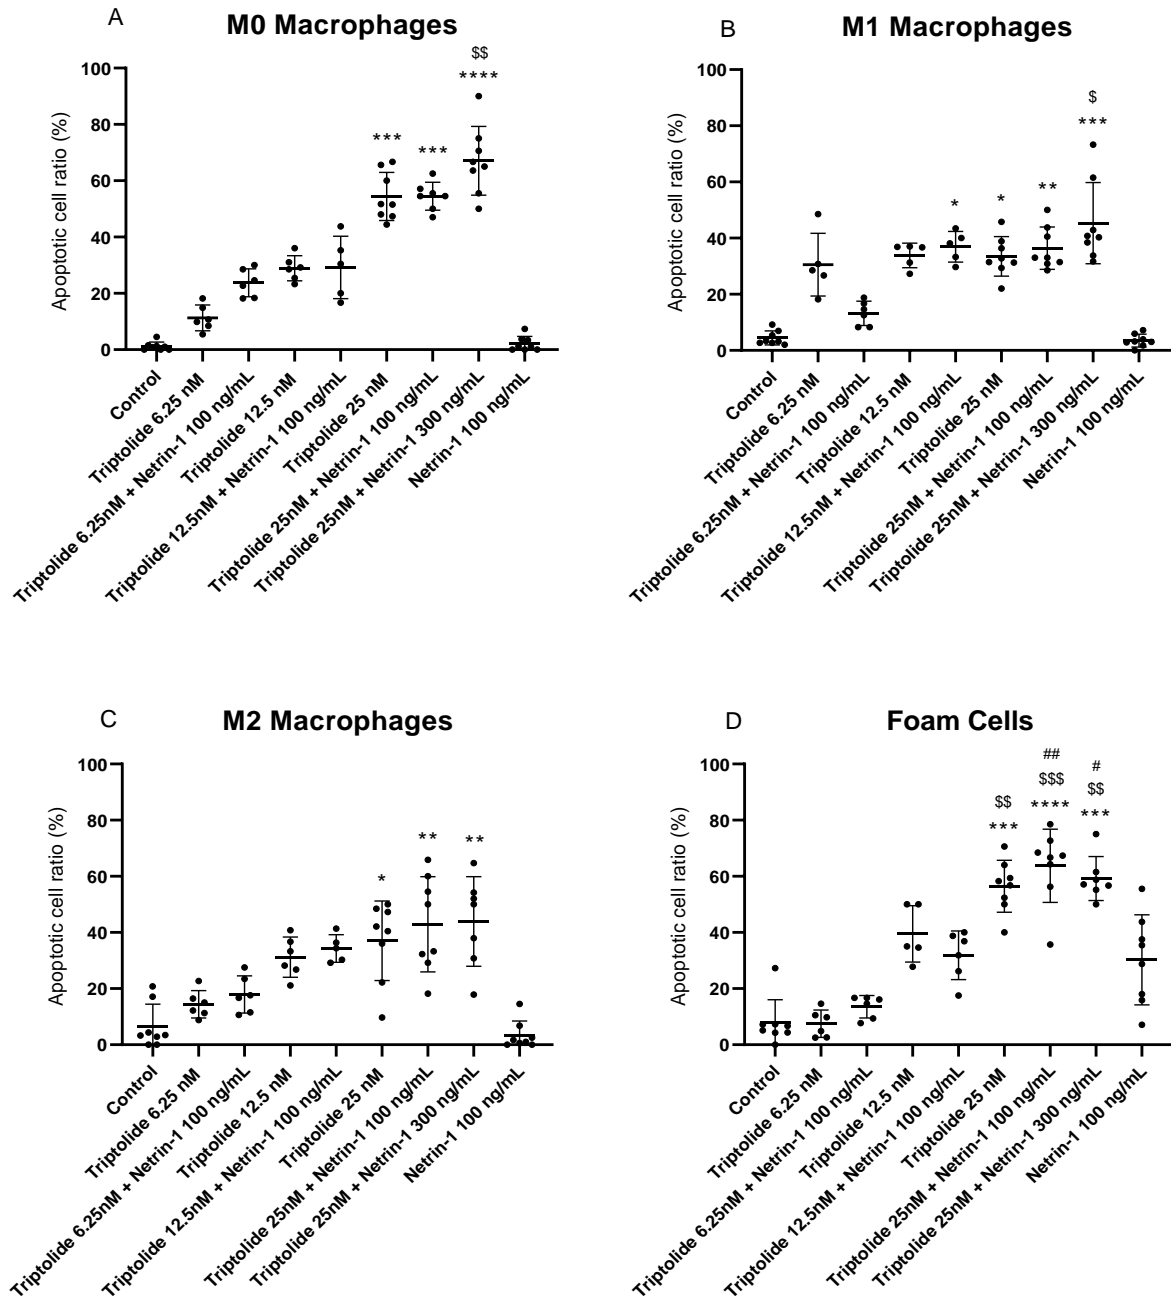 A
M0 Macrophages
$$
****
***
***
Apoptotic cell ratio (%)
100
80
60
40
20
0
Control
Triptolide 6.25 nM
Triptolide 6.25nM + Netrin-1 100 ng/mL
Triptolide 12.5 nM
Triptolide 12.5nM + Netrin-1 100 ng/mL
Triptolide 25 nM
Triptolide 25nM + Netrin-1 100 ng/mL
Triptolide 25nM + Netrin-1 300 ng/mL
Netrin-1 100 ng/mL
B
M1 Macrophages
$
***
**
*
*
Apoptotic cell ratio (%)
100
80
60
40
20
0
Control
Triptolide 6.25 nM
Triptolide 6.25nM + Netrin-1 100 ng/mL
Triptolide 12.5 nM
Triptolide 12.5nM + Netrin-1 100 ng/mL
Triptolide 25 nM
Triptolide 25nM + Netrin-1 100 ng/mL
Triptolide 25nM + Netrin-1 300 ng/mL
Netrin-1 100 ng/mL
C
M2 Macrophages
*
**
**
Apoptotic cell ratio (%)
100
80
60
40
20
0
Control
Triptolide 6.25 nM
Triptolide 6.25nM + Netrin-1 100 ng/mL
Triptolide 12.5 nM
Triptolide 12.5nM + Netrin-1 100 ng/mL
Triptolide 25 nM
Triptolide 25nM + Netrin-1 100 ng/mL
Triptolide 25nM + Netrin-1 300 ng/mL
Netrin-1 100 ng/mL
D
Foam Cells
##
#
$$
$$$
$$
***
****
***
Apoptotic cell ratio (%)
100
80
60
40
20
0
Control
Triptolide 6.25 nM
Triptolide 6.25nM + Netrin-1 100 ng/mL
Triptolide 12.5 nM
Triptolide 12.5nM + Netrin-1 100 ng/mL
Triptolide 25 nM
Triptolide 25nM + Netrin-1 100 ng/mL
Triptolide 25nM + Netrin-1 300 ng/mL
Netrin-1 100 ng/mL